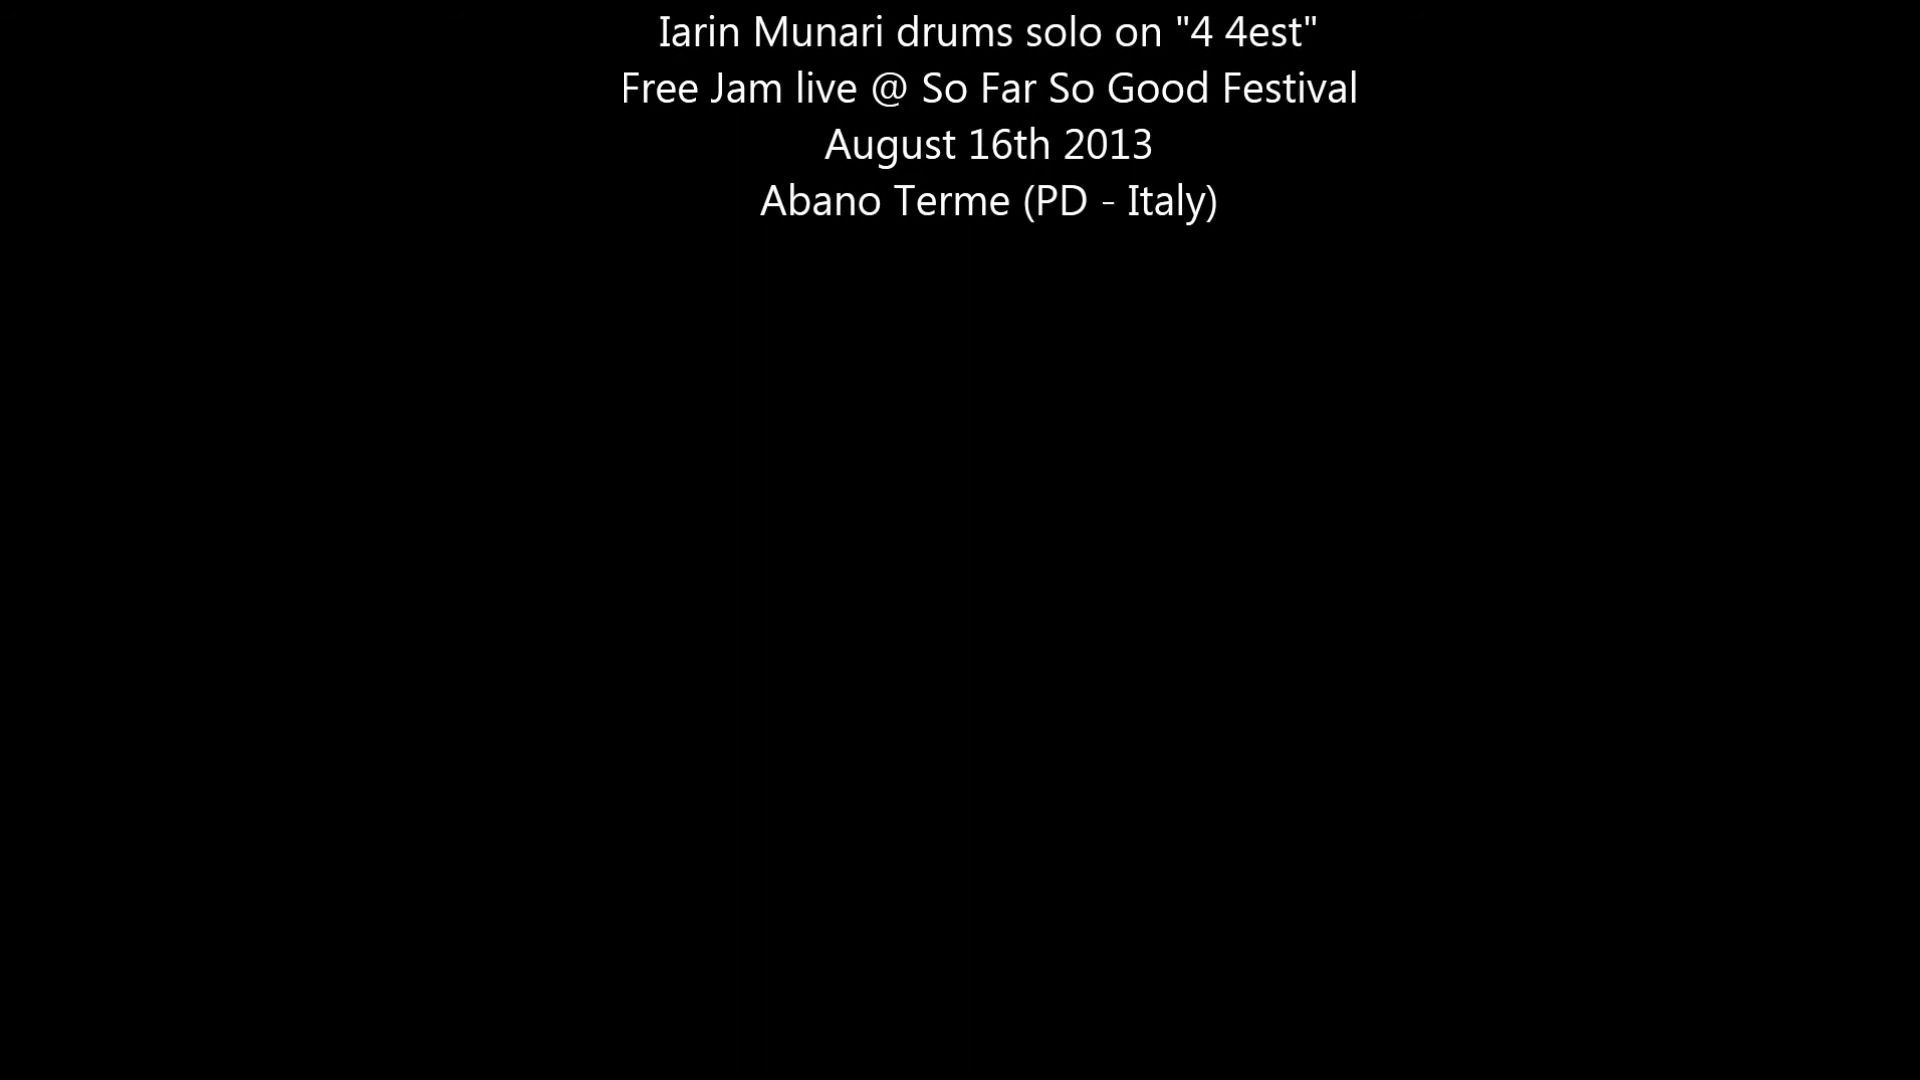 Iarin Munari drums solo on "4 4est"
Free Jam live @ So Far So Good Festival
August 16th 2013
Abano Terme (PD - Italy)